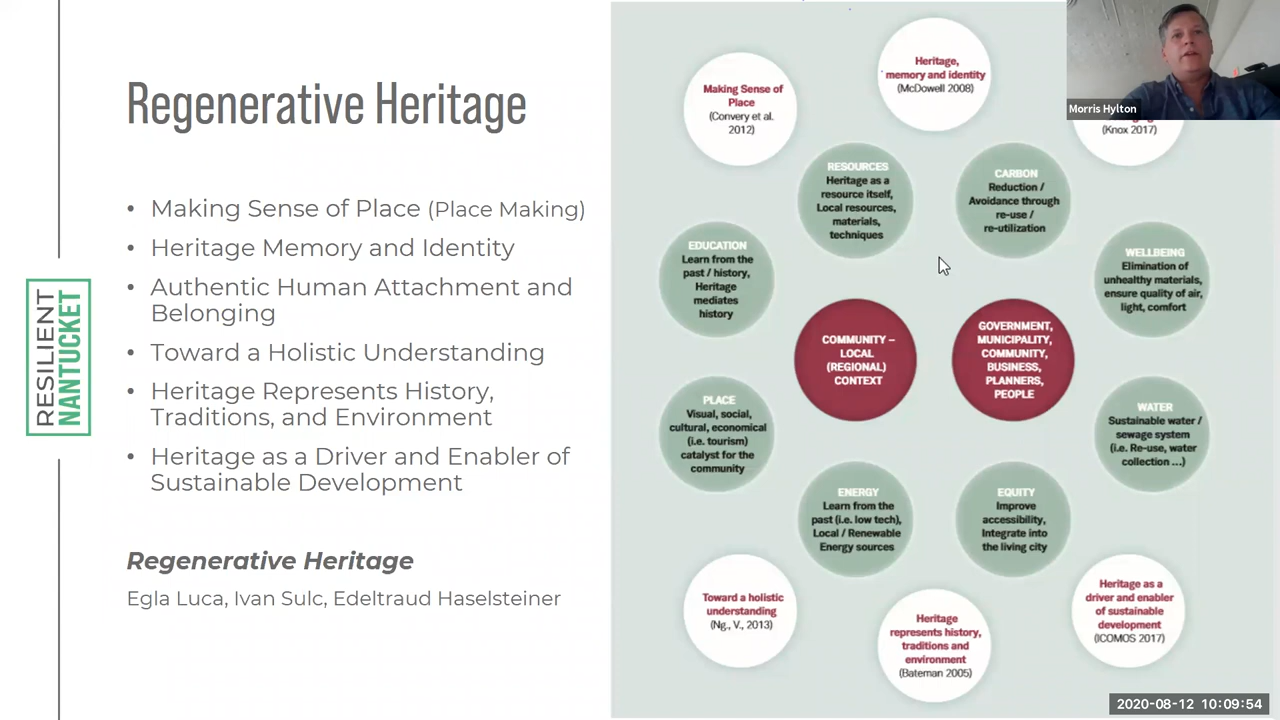 Regenerative Heritage
• Making Sense of Place (Place Making)
• Heritage Memory and Identity
• Authentic Human Attachment and
Belonging
• Toward a Holistic Understanding
• Heritage Represents History,
Traditions, and Environment
• Heritage as a Driver and Enabler of
Sustainable Development
Regenerative Heritage
Egla Luca, Ivan Sulc, Edeltraud Haselsteiner
RESILIENT
NANTUCKET
Making Sense of
Place
(Convery et al.
2012)
Heritage,
memory and identity
(McDowell 2008)
(Knox 2017)
Morris Hylton
RESOURCES
Heritage as a
resource itself,
Local resources,
materials,
techniques
CARBON
Reduction /
Avoidance through
re-use /
re-utilization
EDUCATION
Learn from the
past / history,
Heritage
mediates
history
WELLBEING
Elimination of
unhealthy materials,
ensure quality of air,
light, comfort
COMMUNITY –
LOCAL
(REGIONAL)
CONTEXT
GOVERNMENT,
MUNICIPALITY,
COMMUNITY,
BUSINESS,
PLANNERS,
PEOPLE
PLACE
Visual, social,
cultural, economical
(i.e. tourism)
catalyst for the
community
WATER
Sustainable water /
sewage system
(i.e. Re-use, water
collection ...)
ENERGY
Learn from the
past (i.e. low tech),
Local / Renewable
Energy sources
EQUITY
Improve
accessibility,
Integrate into
the living city
Toward a holistic
understanding
(Ng., V., 2013)
Heritage
represents history,
traditions and
environment
(Bateman 2005)
Heritage as a
driver and enabler
of sustainable
development
(ICOMOS 2017)
2020-08-12 10:09:54